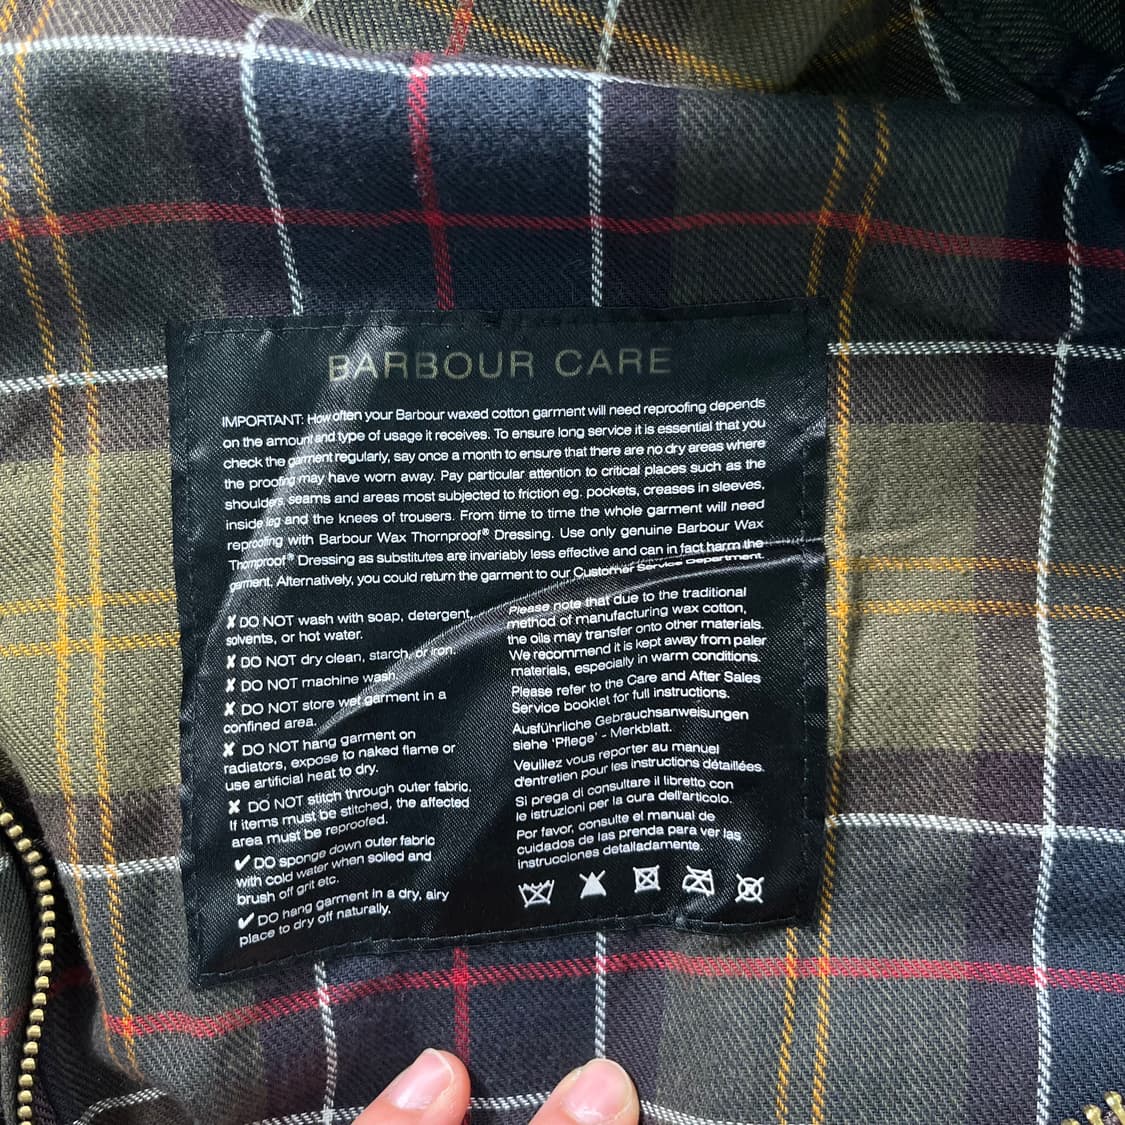 BARBOUR CARE
IMPORTANT: How often your Barbour waxed cotton garment will need reproofing depends
on the amount and type of usage it receives. To ensure long service it is essential that you
check the garment regularly, say once a month to ensure that there are no dry areas where
the proofing may have worn away. Pay particular attention to critical places such as the
shoulders, seams and areas most subjected to friction eg. pockets, creases in sleeves,
inside leg and the knees of trousers. From time to time the whole garment will need
reproofing with Barbour Wax Thornproof® Dressing. Use only genuine Barbour Wax
Thornproof® Dressing as substitutes are invariably less effective and can in fact harm the
garment. Alternatively, you could return the garment to our Customer Service Department.
✘ DO NOT wash with soap, detergent,
solvents, or hot water.
✘ DO NOT dry clean, starch, or iron.
✘ DO NOT machine wash.
✘ DO NOT store wet garment in a
confined area.
✘ DO NOT hang garment on
radiators, expose to naked flame or
use artificial heat to dry.
✘ DO NOT stitch through outer fabric.
If items must be stitched, the affected
area must be reproofed.
✔ DO sponge down outer fabric
with cold water when soiled and
brush off grit etc.
✔ DO hang garment in a dry, airy
place to dry off naturally.
Please note that due to the traditional
method of manufacturing wax cotton,
the oils may transfer onto other materials.
We recommend it is kept away from paler
materials, especially in warm conditions.
Please refer to the Care and After Sales
Service booklet for full instructions.
Ausführliche Gebrauchsanweisungen
siehe 'Pflege' - Merkblatt.
Veuillez vous reporter au manuel
d'entretien pour les instructions détaillées.
Si prega di consultare il libretto con
le istruzioni per la cura dell'articolo.
Por favor, consulte el manual de
cuidados de las prenda para ver las
instrucciones detalladamente.